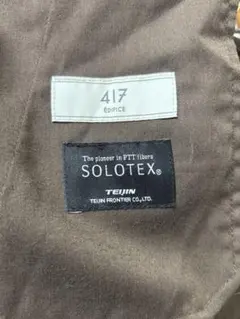 417
EDIFICE
The pioneer in PTT fibers
SOLOTEX®
TEIJIN
TEIJIN FRONTIER CO.,LTD.